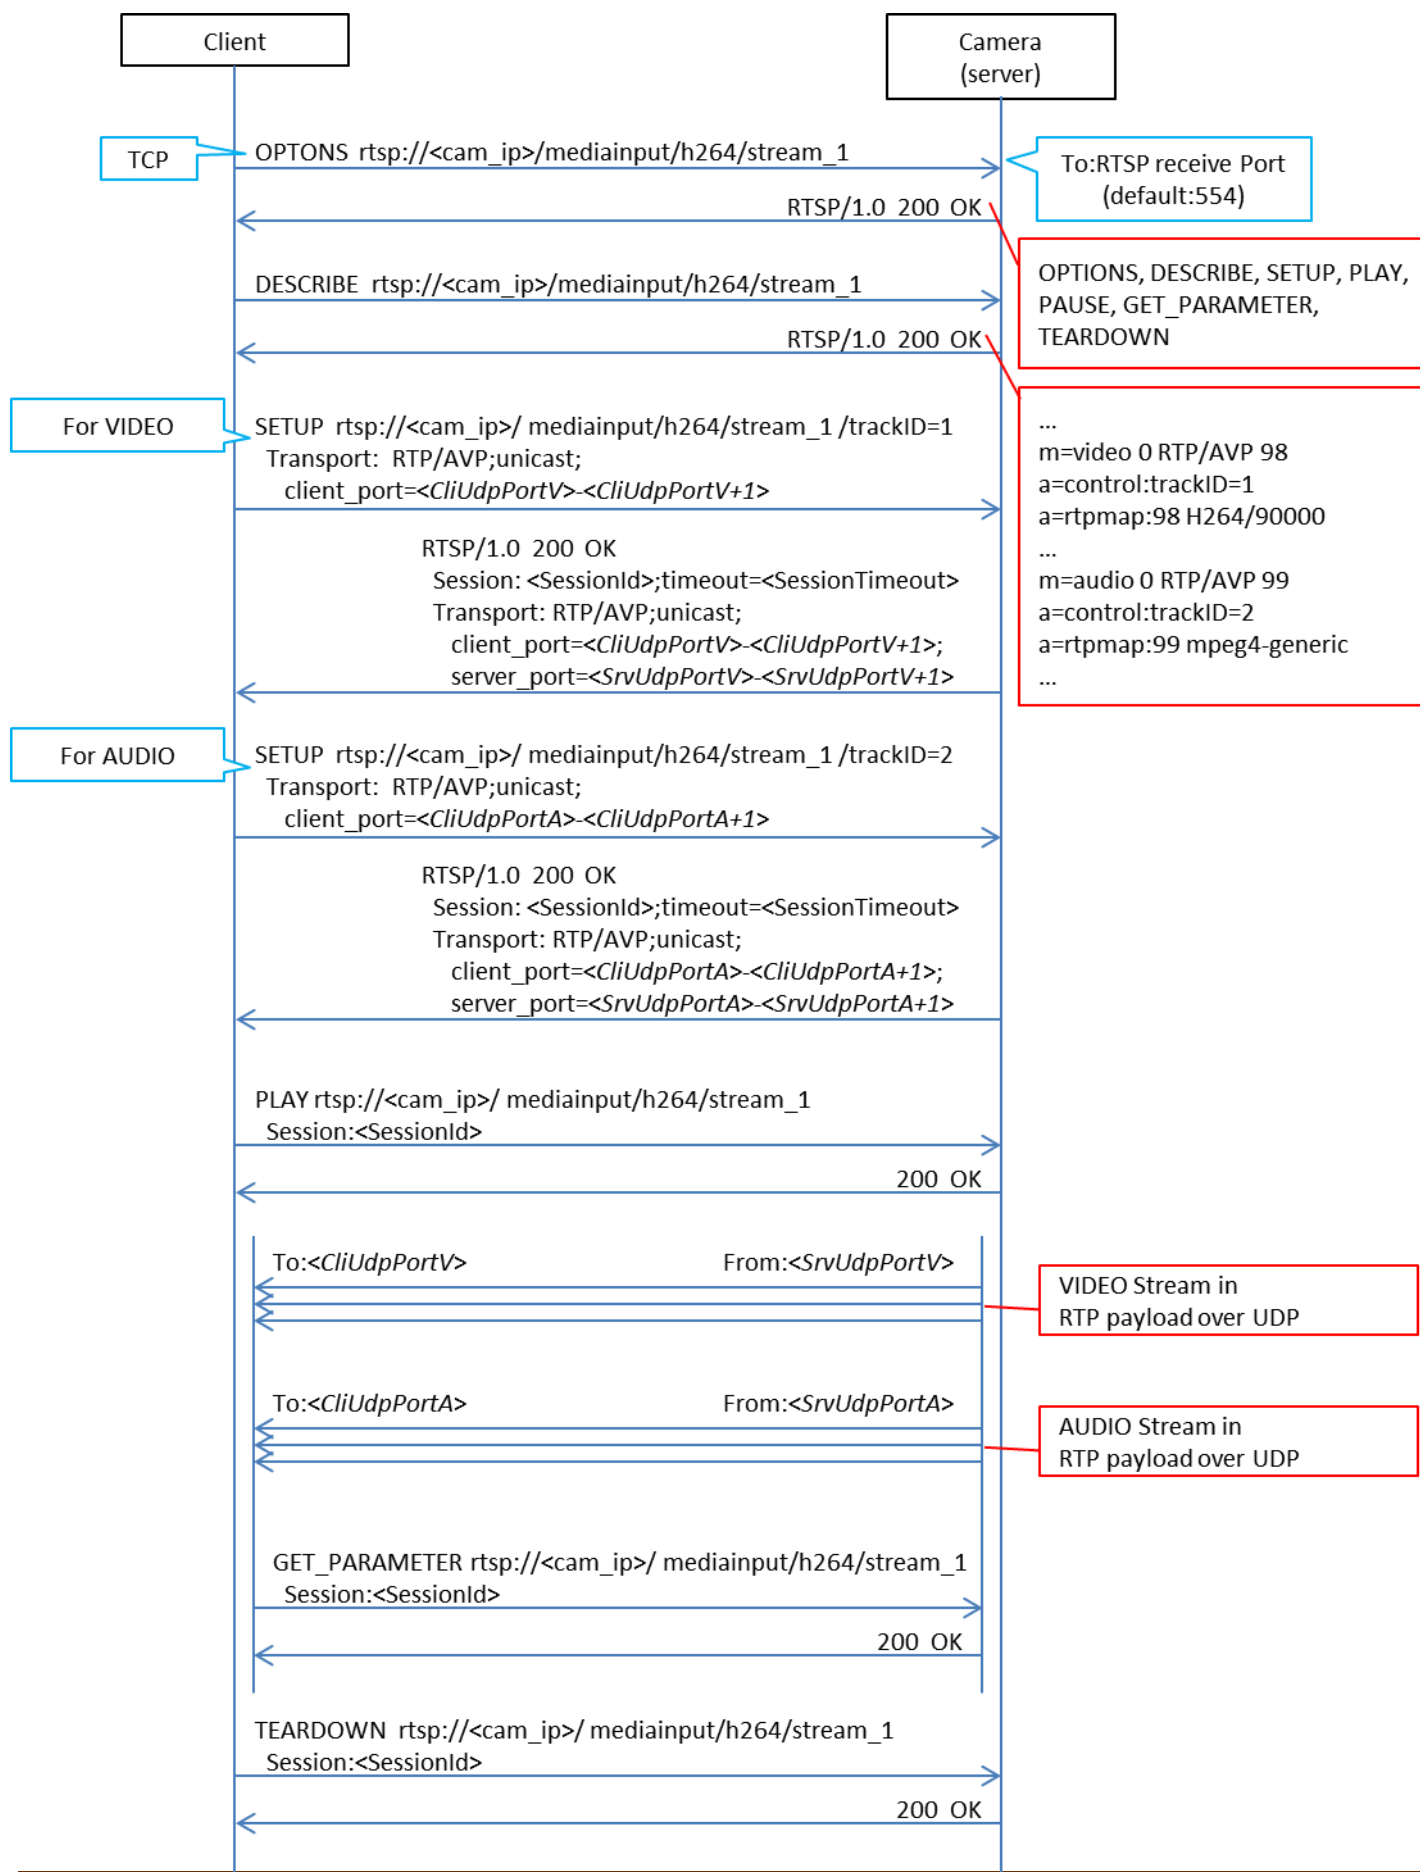 Client
Camera
(server)
TCP
OPTONS rtsp://<cam_ip>/mediainput/h264/stream_1
To:RTSP receive Port
(default:554)
RTSP/1.0 200 OK
OPTIONS, DESCRIBE, SETUP, PLAY,
PAUSE, GET_PARAMETER,
TEARDOWN
DESCRIBE rtsp://<cam_ip>/mediainput/h264/stream_1
RTSP/1.0 200 OK
...
m=video 0 RTP/AVP 98
a=control:trackID=1
a=rtpmap:98 H264/90000
...
m=audio 0 RTP/AVP 99
a=control:trackID=2
a=rtpmap:99 mpeg4-generic
...
For VIDEO
SETUP rtsp://<cam_ip>/ mediainput/h264/stream_1 /trackID=1
Transport: RTP/AVP;unicast;
client_port=<CliUdpPortV>-<CliUdpPortV+1>
RTSP/1.0 200 OK
Session: <SessionId>;timeout=<SessionTimeout>
Transport: RTP/AVP;unicast;
client_port=<CliUdpPortV>-<CliUdpPortV+1>;
server_port=<SrvUdpPortV>-<SrvUdpPortV+1>
For AUDIO
SETUP rtsp://<cam_ip>/ mediainput/h264/stream_1 /trackID=2
Transport: RTP/AVP;unicast;
client_port=<CliUdpPortA>-<CliUdpPortA+1>
RTSP/1.0 200 OK
Session: <SessionId>;timeout=<SessionTimeout>
Transport: RTP/AVP;unicast;
client_port=<CliUdpPortA>-<CliUdpPortA+1>;
server_port=<SrvUdpPortA>-<SrvUdpPortA+1>
PLAY rtsp://<cam_ip>/ mediainput/h264/stream_1
Session:<SessionId>
200 OK
To:<CliUdpPortV>
From:<SrvUdpPortV>
VIDEO Stream in
RTP payload over UDP
To:<CliUdpPortA>
From:<SrvUdpPortA>
AUDIO Stream in
RTP payload over UDP
GET_PARAMETER rtsp://<cam_ip>/ mediainput/h264/stream_1
Session:<SessionId>
200 OK
TEARDOWN rtsp://<cam_ip>/ mediainput/h264/stream_1
Session:<SessionId>
200 OK